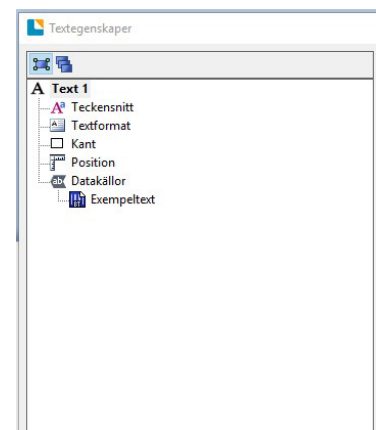 Textegenskaper
Text 1
Teckensnitt
Textformat
Kant
Position
Datakällor
Exempeltext